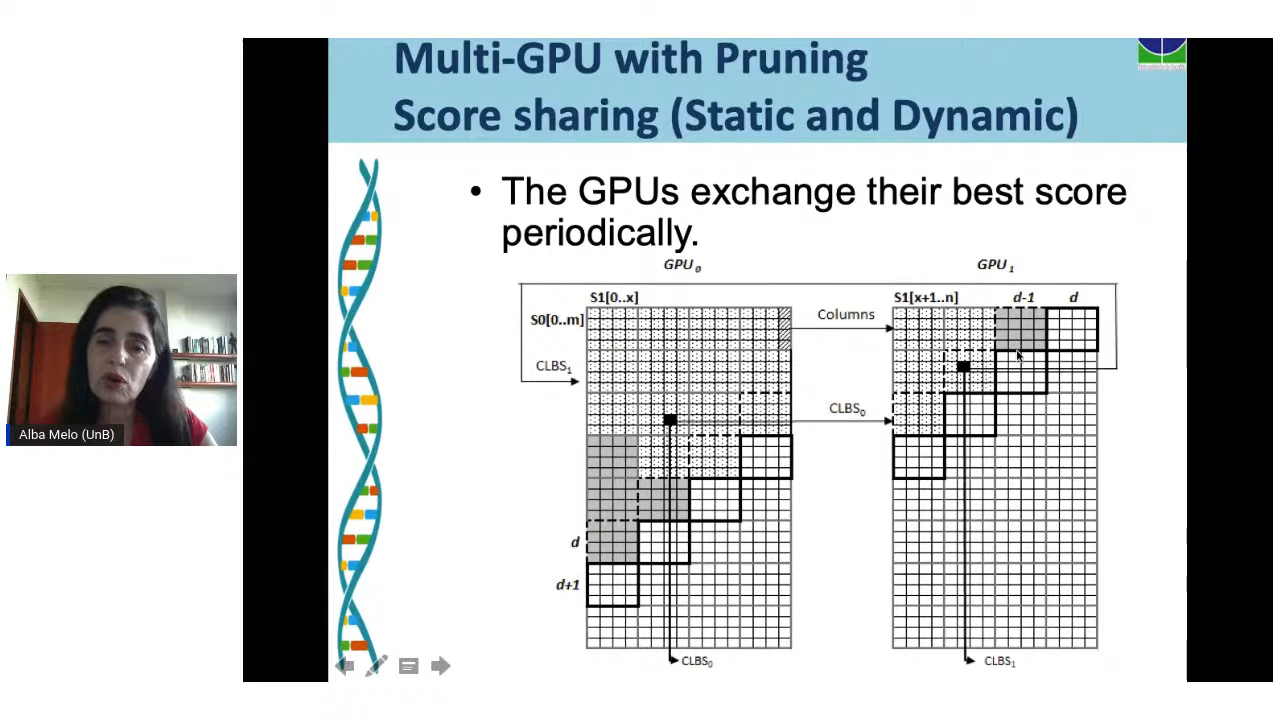 Multi-GPU with Pruning
Score sharing (Static and Dynamic)
• The GPUs exchange their best score
periodically.
GPU₀
GPU₁
S1[0..x]
S1[x+1..n]
d-1
d
S0[0..m]
Columns
CLBS₁
CLBS₀
d
d+1
CLBS₀
CLBS₁
Alba Melo (UnB)